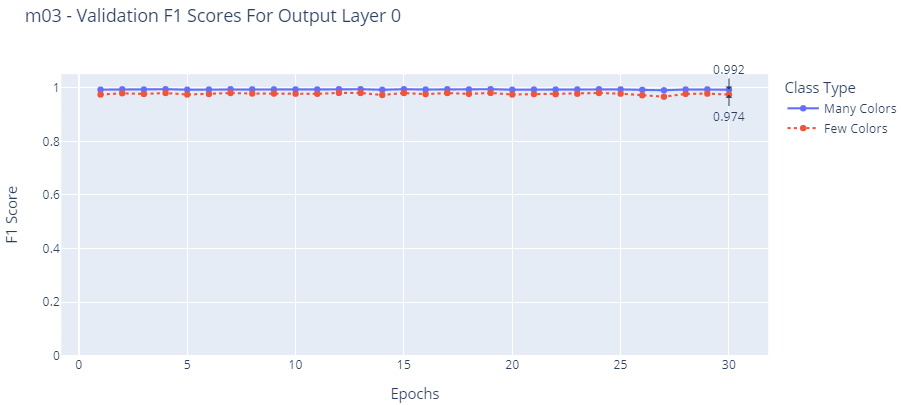 m03 - Validation F1 Scores For Output Layer 0
0.992
Class Type
Many Colors
Few Colors
0.974
1
0.8
0.6
0.4
0.2
0
F1 Score
0 5 10 15 20 25 30
Epochs